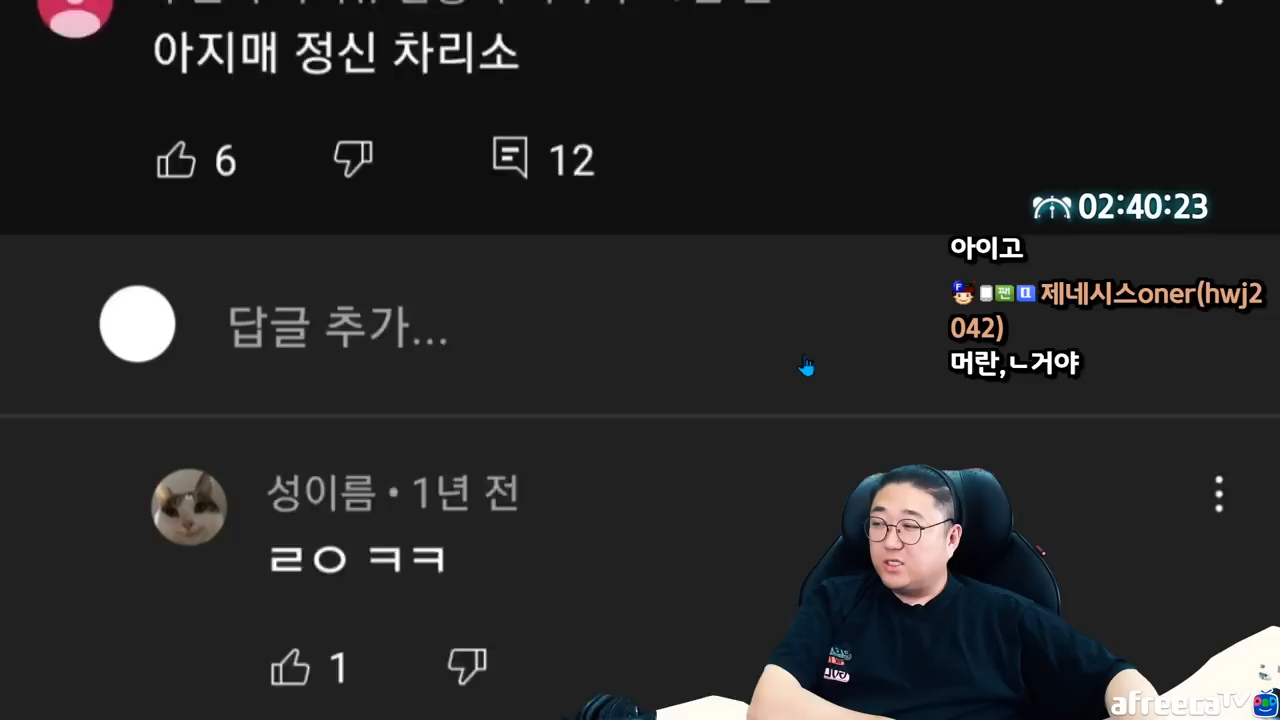 아지매 정신 차리소
6
12
02:40:23
아이고
제네시스oner(hwj2
042)
머란,ㄴ거야
답글 추가...
성이름 • 1년 전
ㄹㅇ ㅋㅋ
1
afreecaTV